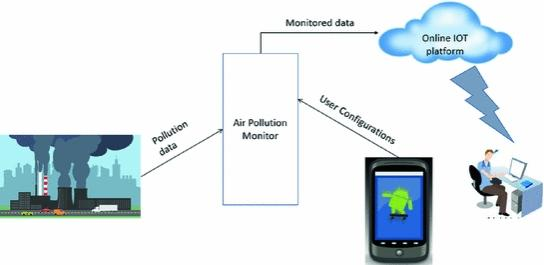 Monitored data
Online IOT
platform
Air Pollution
Monitor
Pollution
data
User Configurations